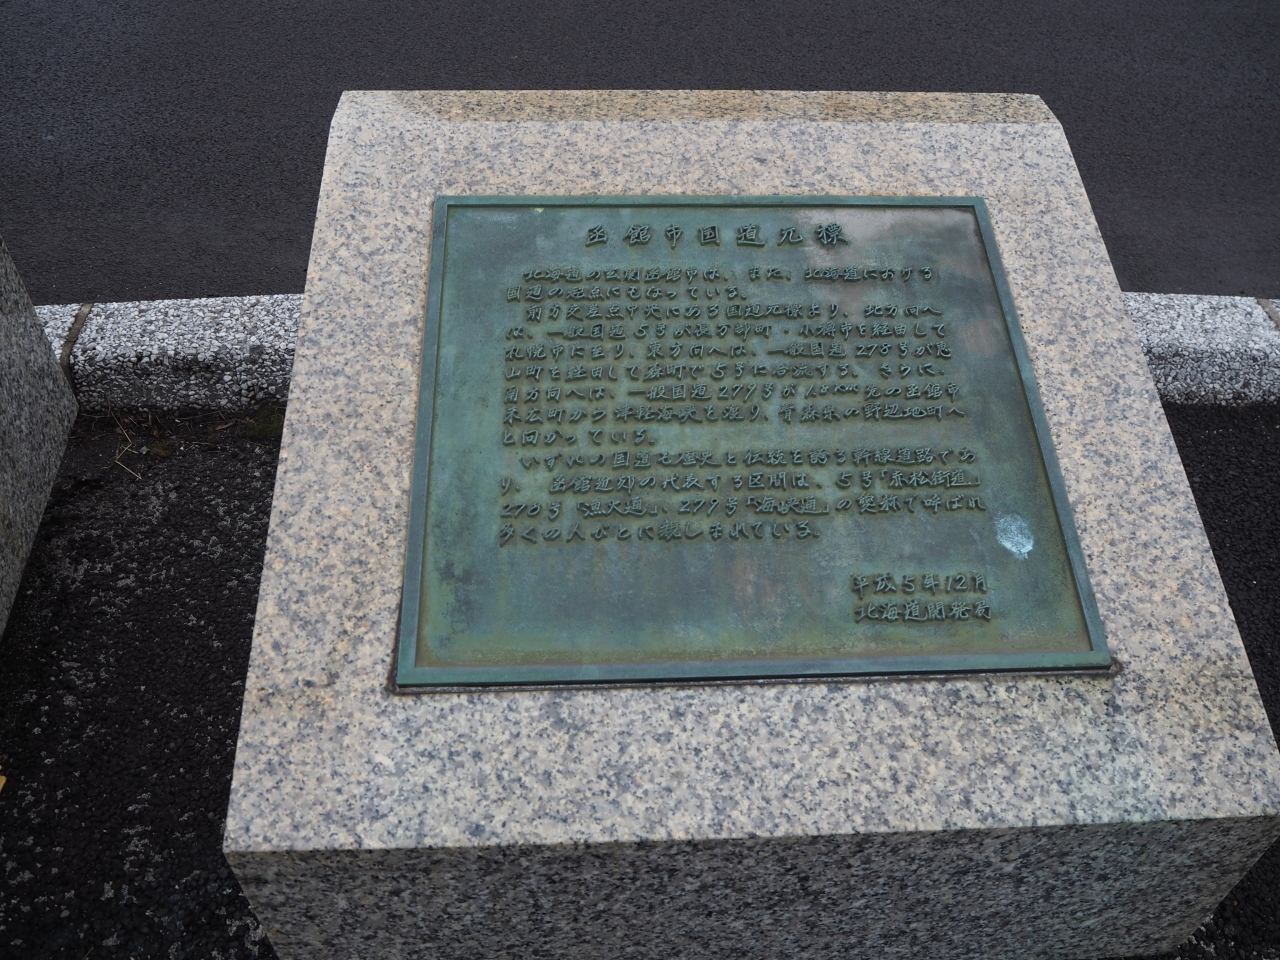 函館市国道元標
北海道の玄関函館市は、また、北海道における
国道の起点にもなっている。
前方交差点中央にある国道元標より、北方向へ
は、一般国道5号が長万部町・小樽市を経由して
札幌市に至り、東方向へは、一般国道278号が恵
山町を経由して森町で5号に合流する。さらに、
南方向へは、一般国道279号が1.5km先の函館市
末広町から津軽海峡を渡り、青森県の野辺地町へ
と向かっている。
いずれの国道も歴史と伝統を誇る幹線道路であ
り、函館近郊の代表する区間は、5号「赤松街道」
278号「漁火通」、279号「海峡通」の愛称で呼ばれ
多くの人びとに親しまれている。
平成5年12月
北海道開発局